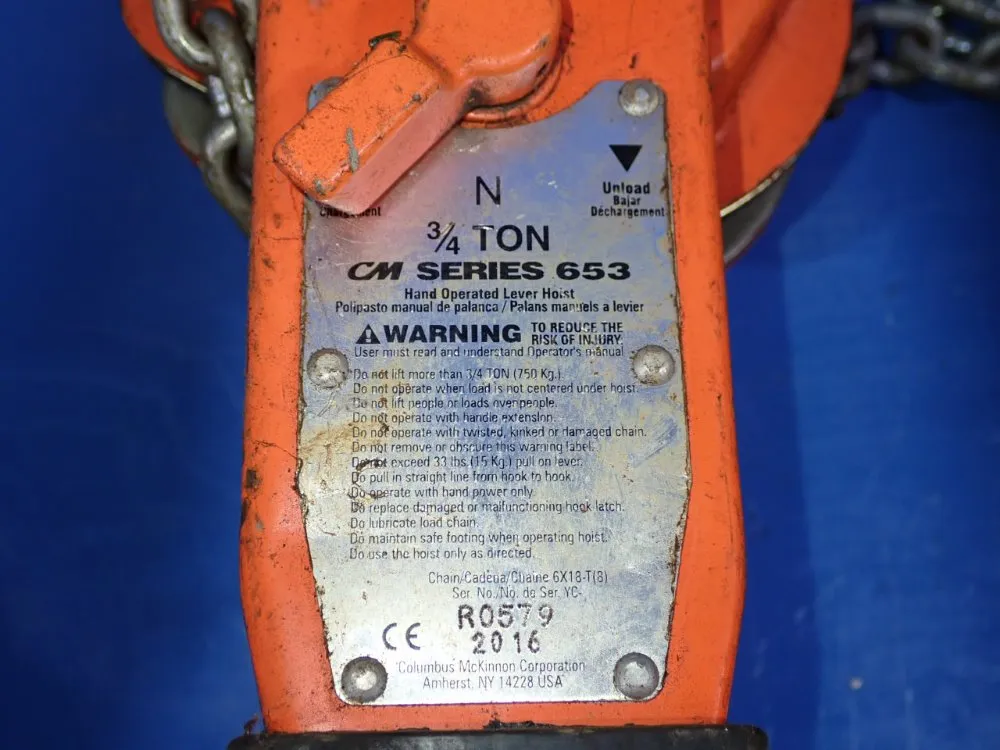 N
Unload
Bajar
Chargement
Déchargement
3/4 TON
CM SERIES 653
Hand Operated Lever Hoist
Polipasto manual de palanca / Palans manuels a levier
WARNING TO REDUCE THE
RISK OF INJURY.
User must read and understand Operator's manual
Do not lift more than 3/4 TON (750 Kg.).
Do not operate when load is not centered under hoist.
Do not lift people or loads over people.
Do not operate with handle extension.
Do not operate with twisted, kinked or damaged chain.
Do not remove or obscure this warning label.
Do not exceed 33 lbs. (15 Kg.) pull on lever.
Do pull in straight line from hook to hook.
Do operate with hand power only
Do replace damaged or malfunctioning hook latch.
Do lubricate load chain.
Do maintain safe footing when operating hoist.
Do use the hoist only as directed.
Chain/Cadena/Chaine 6X18-T(8)
Ser. No./No. de Ser. YC-
R0579
CE 2016
Columbus McKinnon Corporation
Amherst, NY 14228 USA